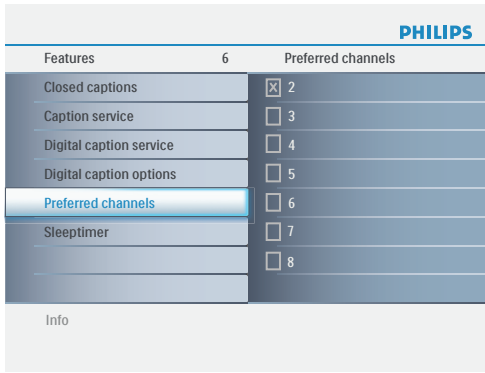 PHILIPS
Features 6 Preferred channels
Closed captions
Caption service
Digital caption service
Digital caption options
Preferred channels
Sleeptimer
X 2
3
4
5
6
7
8
Info